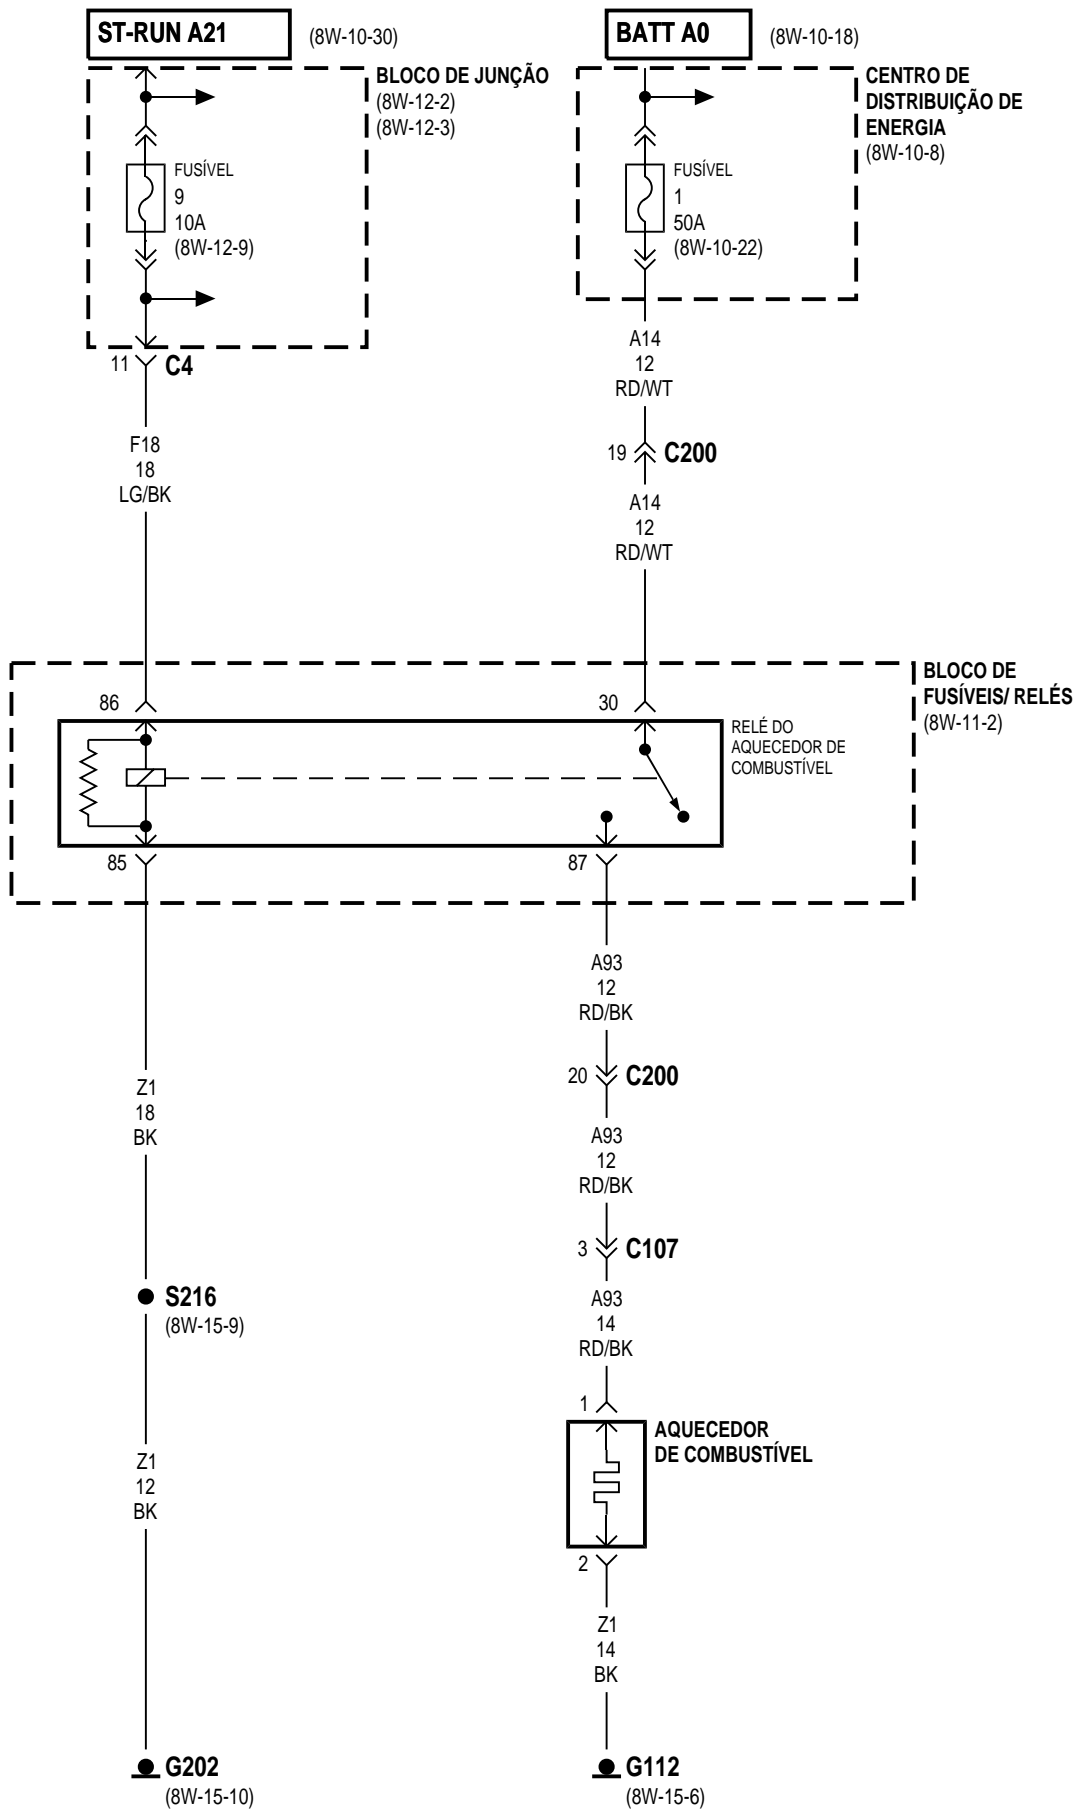 ST-RUN A21
(8W-10-30)
BATT A0
(8W-10-18)
BLOCO DE JUNÇÃO
(8W-12-2)
(8W-12-3)
CENTRO DE
DISTRIBUIÇÃO DE
ENERGIA
(8W-10-8)
FUSÍVEL
9
10A
(8W-12-9)
FUSÍVEL
1
50A
(8W-10-22)
11
C4
A14
12
RD/WT
F18
18
LG/BK
19
C200
A14
12
RD/WT
BLOCO DE
FUSÍVEIS/ RELÉS
(8W-11-2)
86
30
RELÉ DO
AQUECEDOR DE
COMBUSTÍVEL
85
87
A93
12
RD/BK
20
C200
Z1
18
BK
A93
12
RD/BK
3
C107
S216
(8W-15-9)
A93
14
RD/BK
1
AQUECEDOR
DE COMBUSTÍVEL
Z1
12
BK
2
Z1
14
BK
G202
(8W-15-10)
G112
(8W-15-6)